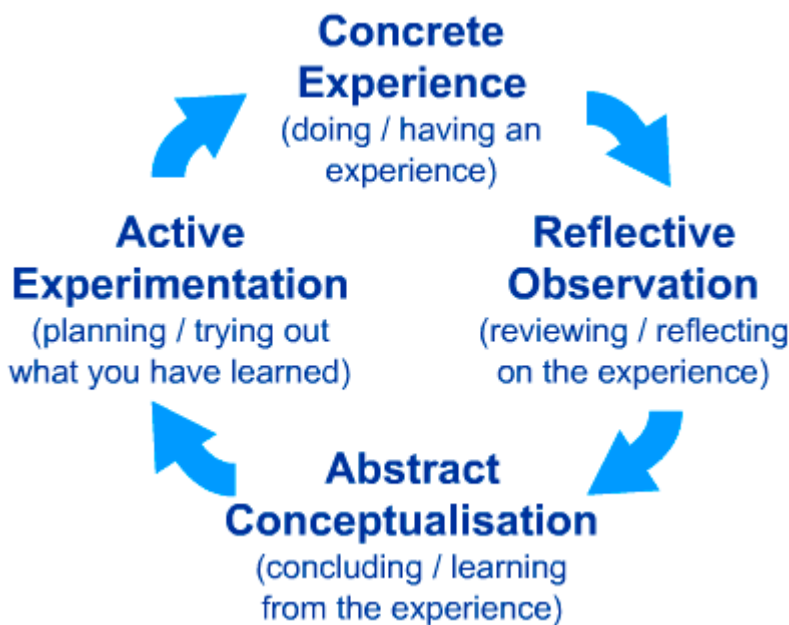 Concrete
Experience
(doing / having an
experience)
Reflective
Observation
(reviewing / reflecting
on the experience)
Abstract
Conceptualisation
(concluding / learning
from the experience)
Active
Experimentation
(planning / trying out
what you have learned)